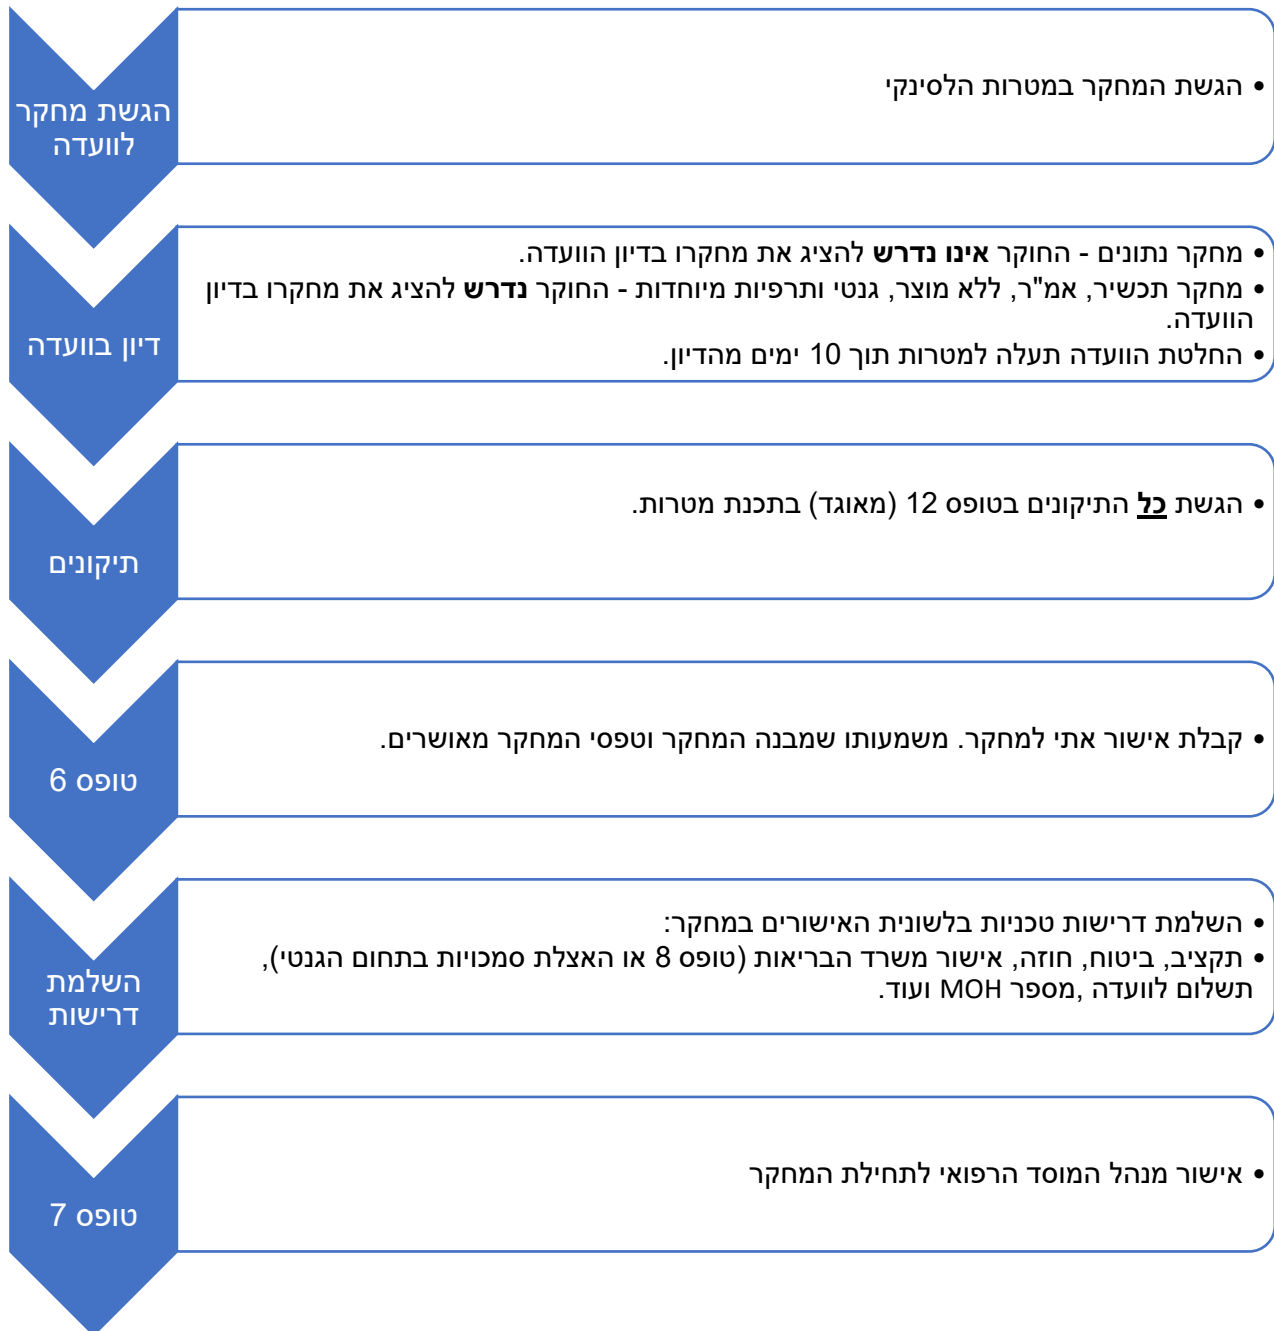 הגשת מחקר
לוועדה
• הגשת המחקר במטרות הלסינקי
דיון בוועדה
• מחקר נתונים - החוקר אינו נדרש להציג את מחקרו בדיון הוועדה.
• מחקר תכשיר, אמ"ר, ללא מוצר, גנטי ותרפיות מיוחדות - החוקר נדרש להציג את מחקרו בדיון
הוועדה.
• החלטת הוועדה תעלה למטרות תוך 10 ימים מהדיון.
תיקונים
• הגשת כל התיקונים בטופס 12 (מאוגד) בתכנת מטרות.
טופס 6
• קבלת אישור אתי למחקר. משמעותו שמבנה המחקר וטפסי המחקר מאושרים.
השלמת
דרישות
• השלמת דרישות טכניות בלשונית האישורים במחקר:
• תקציב, ביטוח, חוזה, אישור משרד הבריאות (טופס 8 או האצלת סמכויות בתחום הגנטי),
תשלום לוועדה ,מספר MOH ועוד.
טופס 7
• אישור מנהל המוסד הרפואי לתחילת המחקר